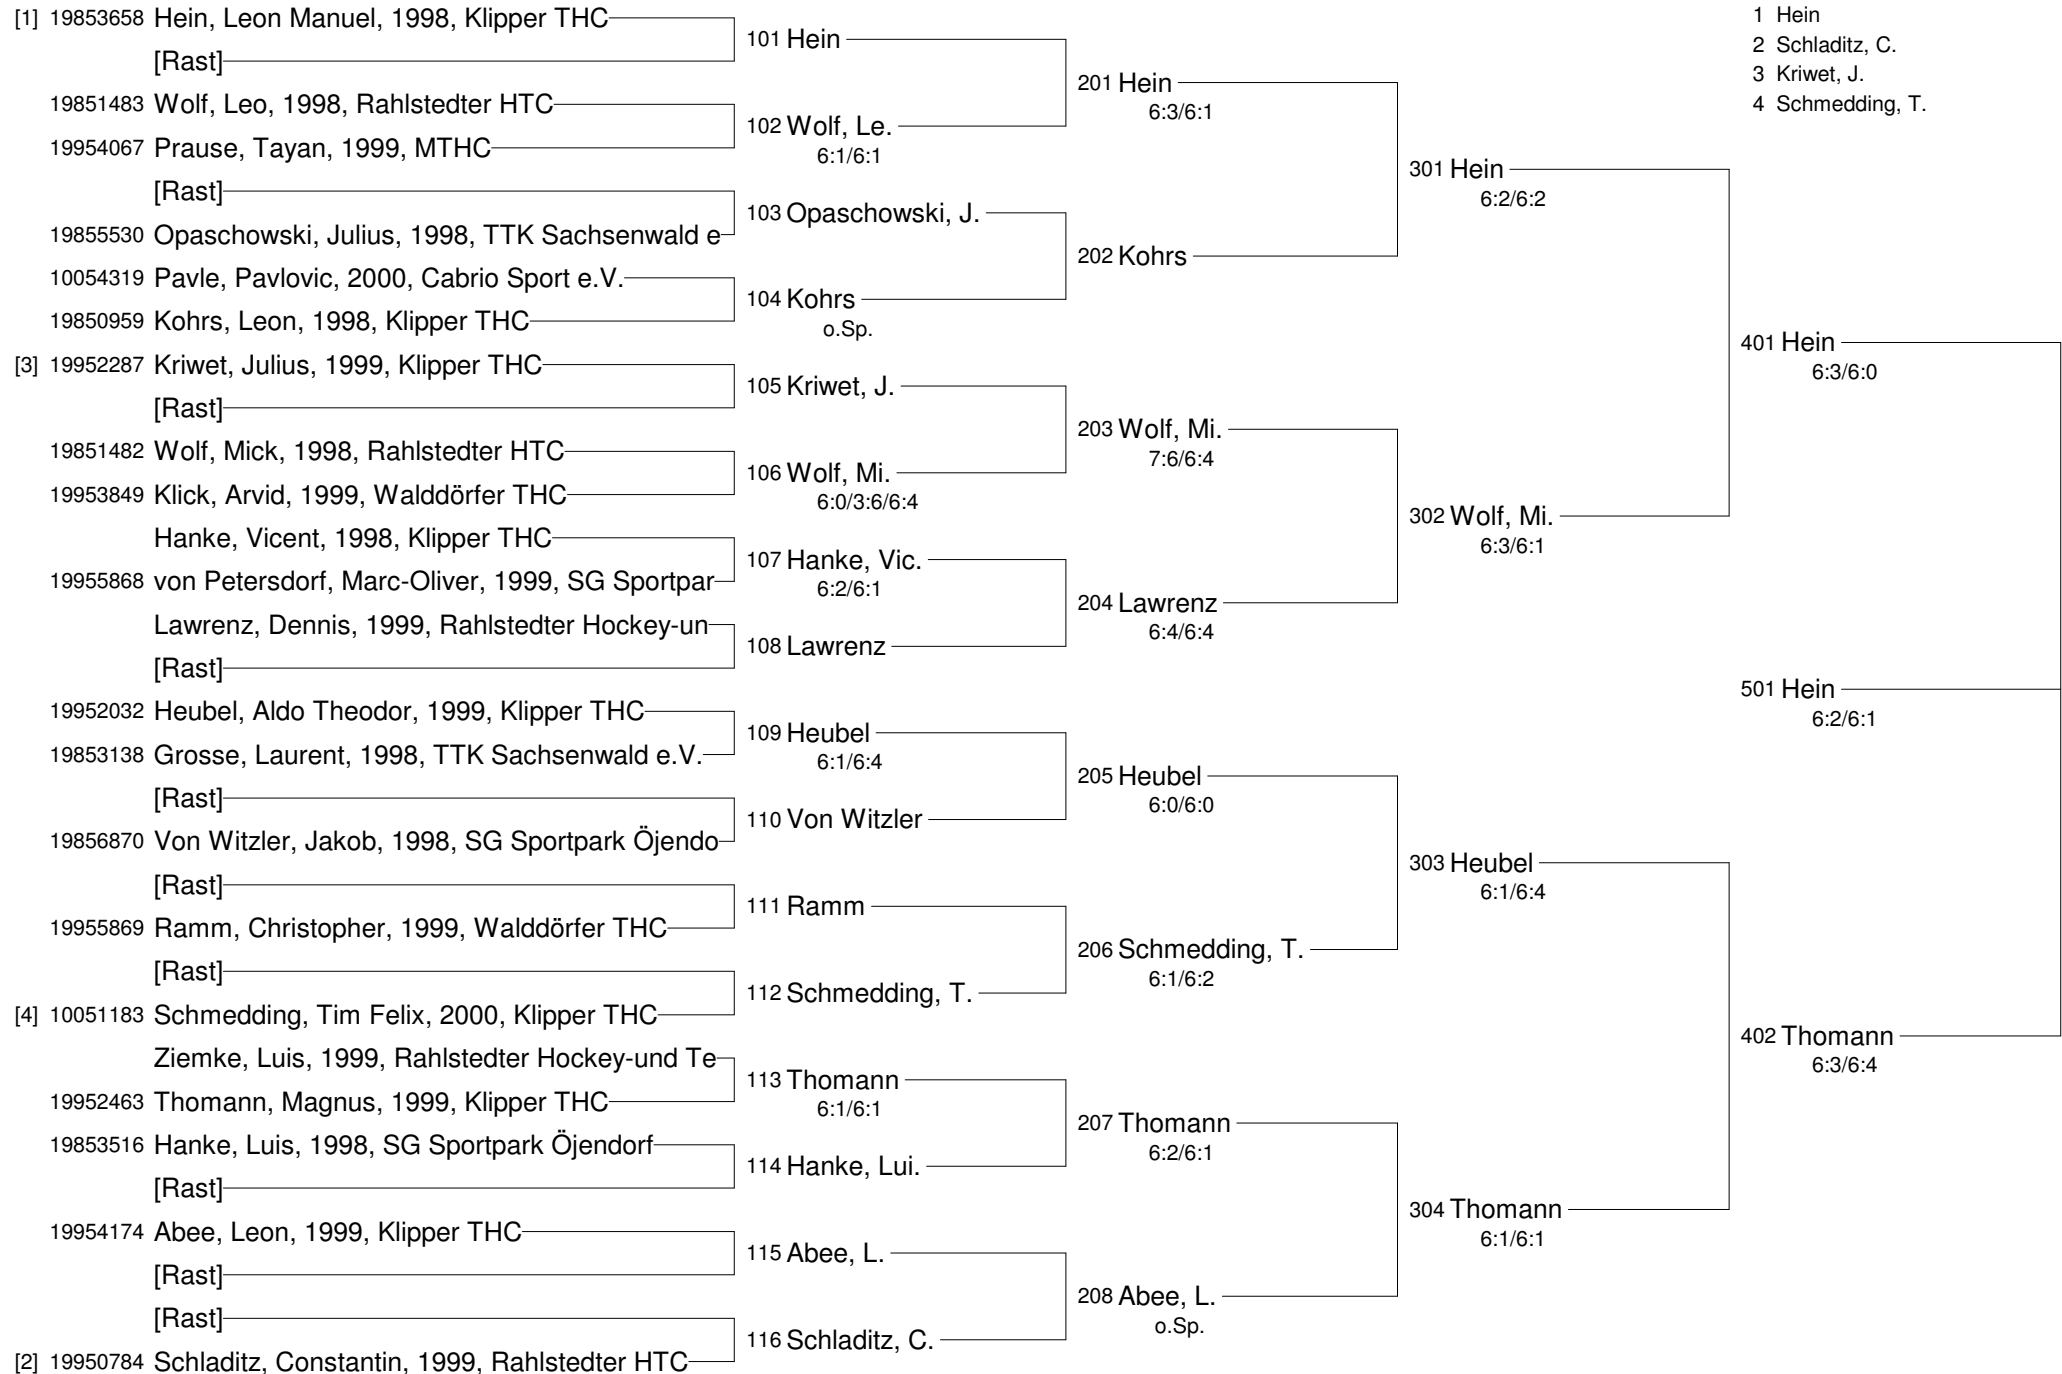 [1] 19853658 Hein, Leon Manuel, 1998, Klipper THC
[Rast]
19851483 Wolf, Leo, 1998, Rahlstedter HTC
19954067 Prause, Tayan, 1999, MTHC
[Rast]
19855530 Opaschowski, Julius, 1998, TTK Sachsenwald e
10054319 Pavle, Pavlovic, 2000, Cabrio Sport e.V.
19850959 Kohrs, Leon, 1998, Klipper THC
[3] 19952287 Kriwet, Julius, 1999, Klipper THC
[Rast]
19851482 Wolf, Mick, 1998, Rahlstedter HTC
19953849 Klick, Arvid, 1999, Walddörfer THC
Hanke, Vicent, 1998, Klipper THC
19955868 von Petersdorf, Marc-Oliver, 1999, SG Sportpar
Lawrenz, Dennis, 1999, Rahlstedter Hockey-un
[Rast]
19952032 Heubel, Aldo Theodor, 1999, Klipper THC
19853138 Grosse, Laurent, 1998, TTK Sachsenwald e.V.
[Rast]
19856870 Von Witzler, Jakob, 1998, SG Sportpark Öjendo
[Rast]
19955869 Ramm, Christopher, 1999, Walddörfer THC
[Rast]
[4] 10051183 Schmedding, Tim Felix, 2000, Klipper THC
Ziemke, Luis, 1999, Rahlstedter Hockey-und Te
19952463 Thomann, Magnus, 1999, Klipper THC
19853516 Hanke, Luis, 1998, SG Sportpark Öjendorf
[Rast]
19954174 Abee, Leon, 1999, Klipper THC
[Rast]
[Rast]
[2] 19950784 Schladitz, Constantin, 1999, Rahlstedter HTC
101 Hein
102 Wolf, Le.
6:1/6:1
103 Opaschowski, J.
104 Kohrs
o.Sp.
105 Kriwet, J.
106 Wolf, Mi.
6:0/3:6/6:4
107 Hanke, Vic.
6:2/6:1
108 Lawrenz
109 Heubel
6:1/6:4
110 Von Witzler
111 Ramm
112 Schmedding, T.
113 Thomann
6:1/6:1
114 Hanke, Lui.
115 Abee, L.
116 Schladitz, C.
201 Hein
6:3/6:1
202 Kohrs
203 Wolf, Mi.
7:6/6:4
204 Lawrenz
6:4/6:4
205 Heubel
6:0/6:0
206 Schmedding, T.
6:1/6:2
207 Thomann
6:2/6:1
208 Abee, L.
o.Sp.
301 Hein
6:2/6:2
302 Wolf, Mi.
6:3/6:1
303 Heubel
6:1/6:4
304 Thomann
6:1/6:1
401 Hein
6:3/6:0
402 Thomann
6:3/6:4
501 Hein
6:2/6:1
1 Hein
2 Schladitz, C.
3 Kriwet, J.
4 Schmedding, T.